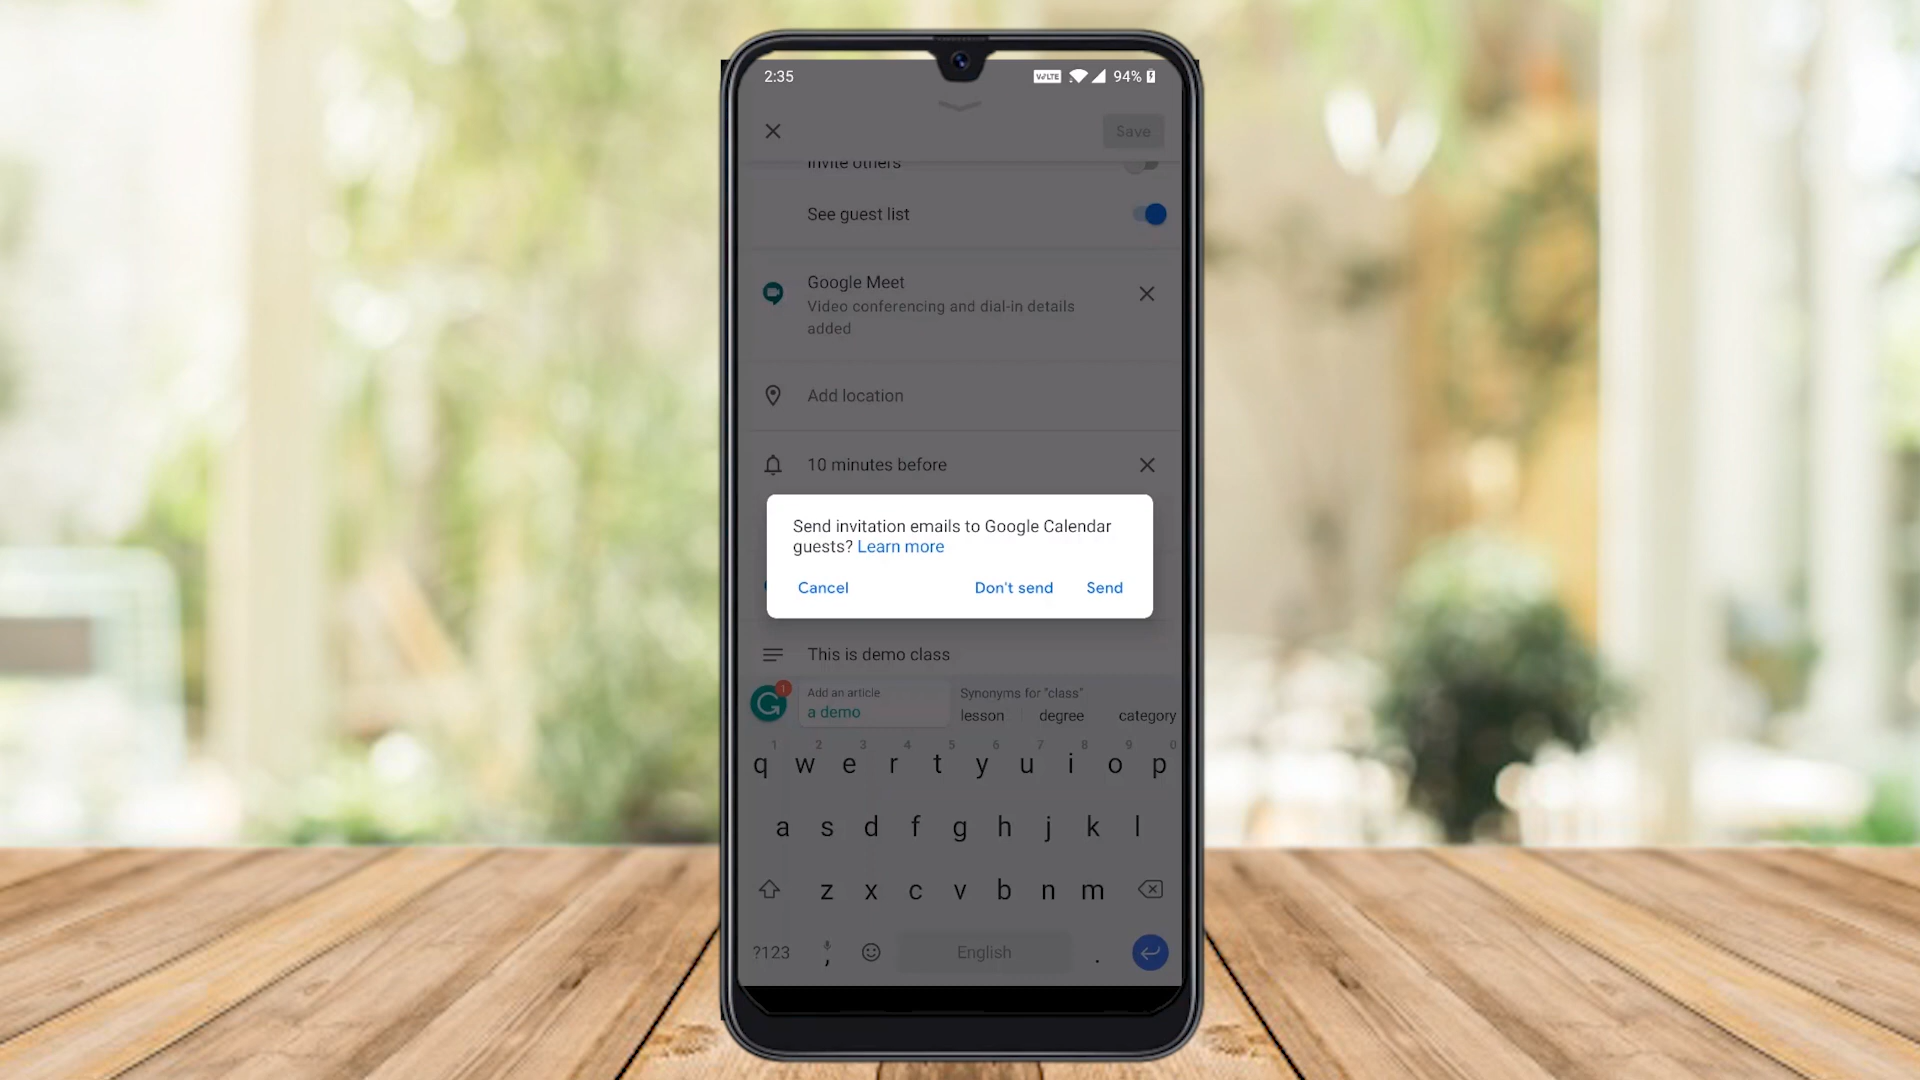 2:35 VoLTE 94%
Save
Invite others
See guest list
Google Meet
Video conferencing and dial-in details
added
Add location
10 minutes before
Send invitation emails to Google Calendar
guests? Learn more
Cancel Don't send Send
This is demo class
1
Add an article Synonyms for "class"
a demo lesson degree category
1 2 3 4 5 6 7 8 9 0
q w e r t y u i o p
a s d f g h j k l
z x c v b n m
?123 , English .